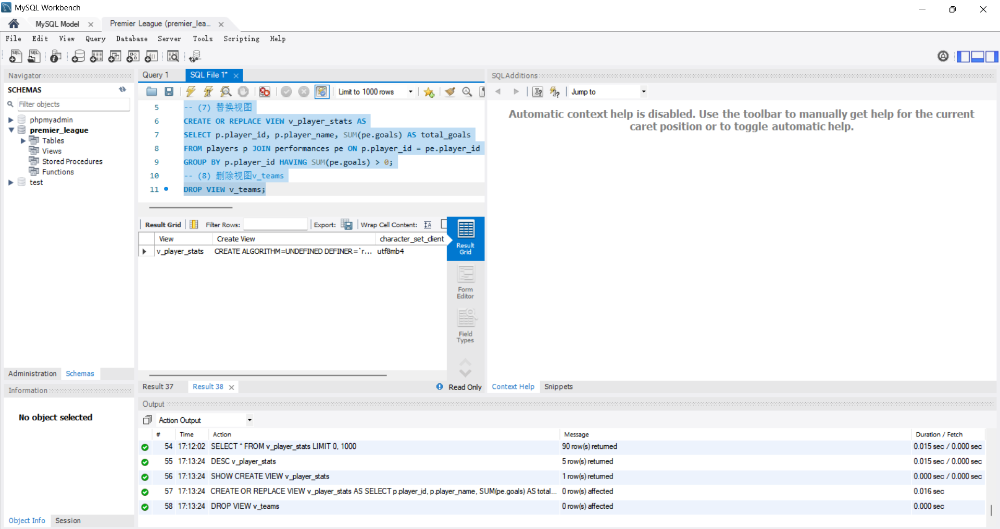 MySQL Workbench
MySQL Model
Premier League (premier_lea...
File Edit View Query Database Server Tools Scripting Help
Navigator
SCHEMAS
Filter objects
phpmyadmin
premier_league
Tables
Views
Stored Procedures
Functions
test
Administration Schemas
Information
No object selected
Object Info Session
Query 1
SQL File 1*
Limit to 1000 rows
5 -- (7) 替换视图
6 CREATE OR REPLACE VIEW v_player_stats AS
7 SELECT p.player_id, p.player_name, SUM(pe.goals) AS total_goals
8 FROM players p JOIN performances pe ON p.player_id = pe.player_id
9 GROUP BY p.player_id HAVING SUM(pe.goals) > 0;
10 -- (8) 删除视图v_teams
11 DROP VIEW v_teams;
Result Grid Filter Rows: Export: Wrap Cell Content: IA
View Create View character_set_client
v_player_stats CREATE ALGORITHM=UNDEFINED DEFINER=`r... utf8mb4
Result Grid
Form Editor
Field Types
Result 37 Result 38 Read Only
SQLAdditions
Jump to
Automatic context help is disabled. Use the toolbar to manually get help for the current
caret position or to toggle automatic help.
Context Help Snippets
Output
Action Output
# Time Action Message Duration / Fetch
54 17:12:02 SELECT * FROM v_player_stats LIMIT 0, 1000 90 row(s) returned 0.015 sec / 0.000 sec
55 17:13:24 DESC v_player_stats 5 row(s) returned 0.015 sec / 0.000 sec
56 17:13:24 SHOW CREATE VIEW v_player_stats 1 row(s) returned 0.000 sec / 0.000 sec
57 17:13:24 CREATE OR REPLACE VIEW v_player_stats AS SELECT p.player_id, p.player_name, SUM(pe.goals) AS total... 0 row(s) affected 0.016 sec
58 17:13:24 DROP VIEW v_teams 0 row(s) affected 0.000 sec